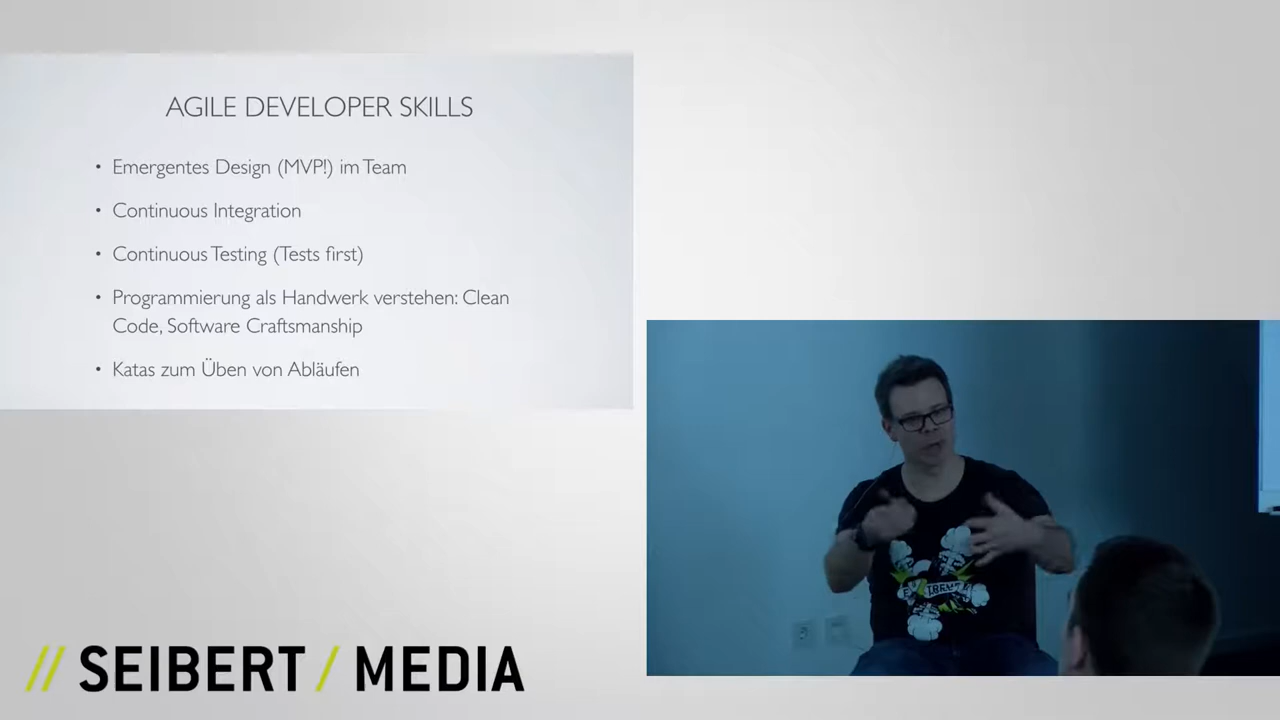 AGILE DEVELOPER SKILLS
• Emergentes Design (MVP!) im Team
• Continuous Integration
• Continuous Testing (Tests first)
• Programmierung als Handwerk verstehen: Clean
Code, Software Craftsmanship
• Katas zum Üben von Abläufen
// SEIBERT / MEDIA